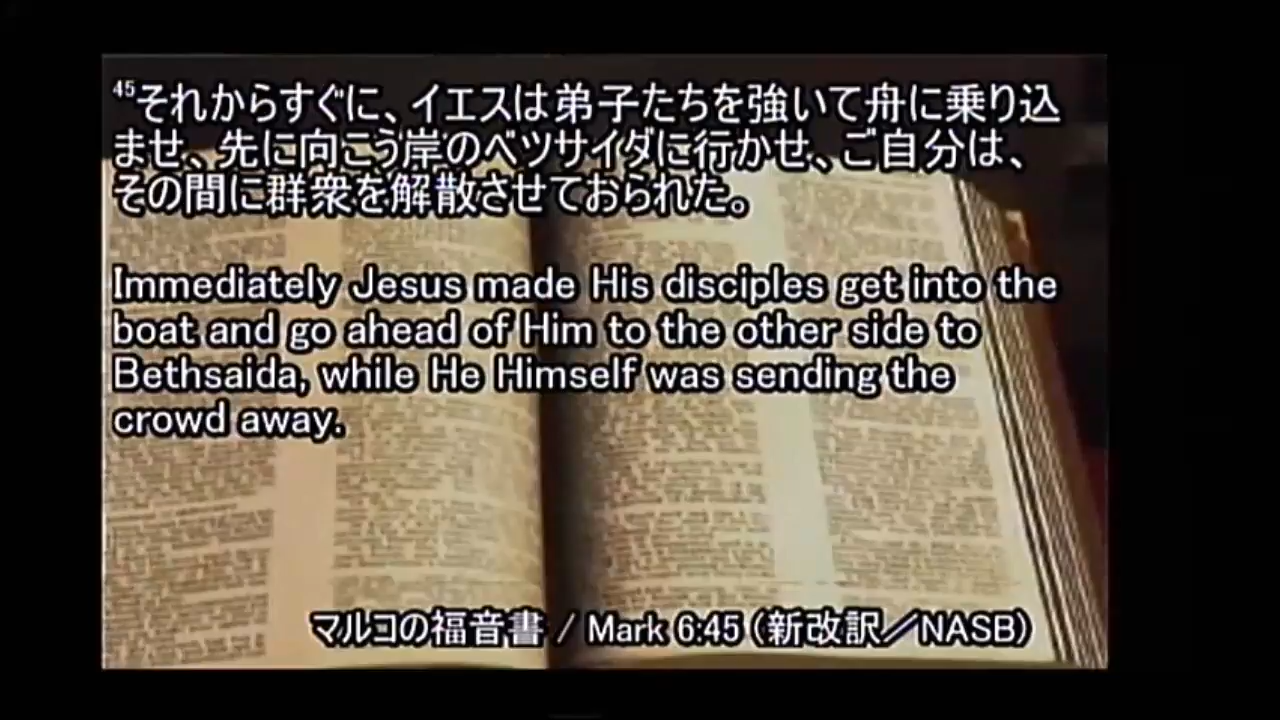 45それからすぐに、イエスは弟子たちを強いて舟に乗り込
ませ、先に向こう岸のベツサイダに行かせ、ご自分は、
その間に群衆を解散させておられた。
Immediately Jesus made His disciples get into the
boat and go ahead of Him to the other side to
Bethsaida, while He Himself was sending the
crowd away.
マルコの福音書 / Mark 6:45 (新改訳／NASB)